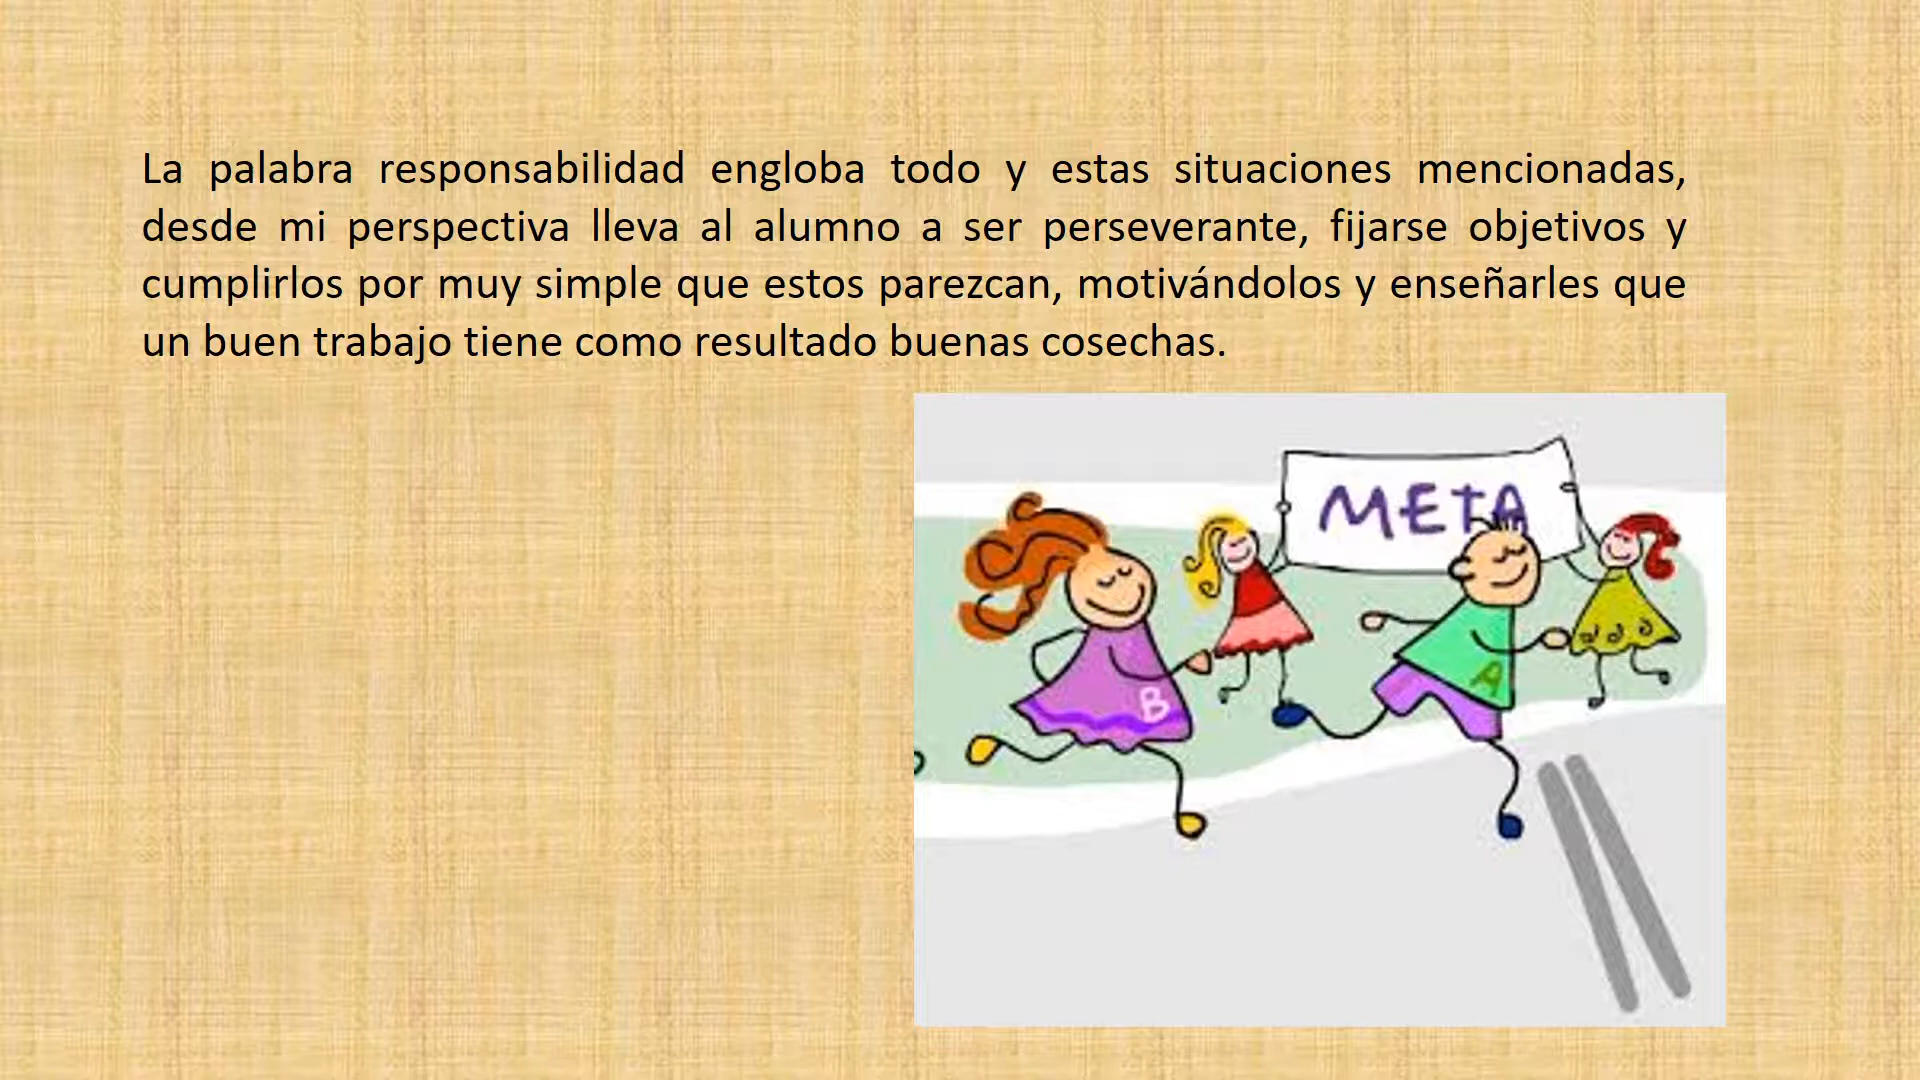 La palabra responsabilidad engloba todo y estas situaciones mencionadas,
desde mi perspectiva lleva al alumno a ser perseverante, fijarse objetivos y
cumplirlos por muy simple que estos parezcan, motivándolos y enseñarles que
un buen trabajo tiene como resultado buenas cosechas.
META
B
A